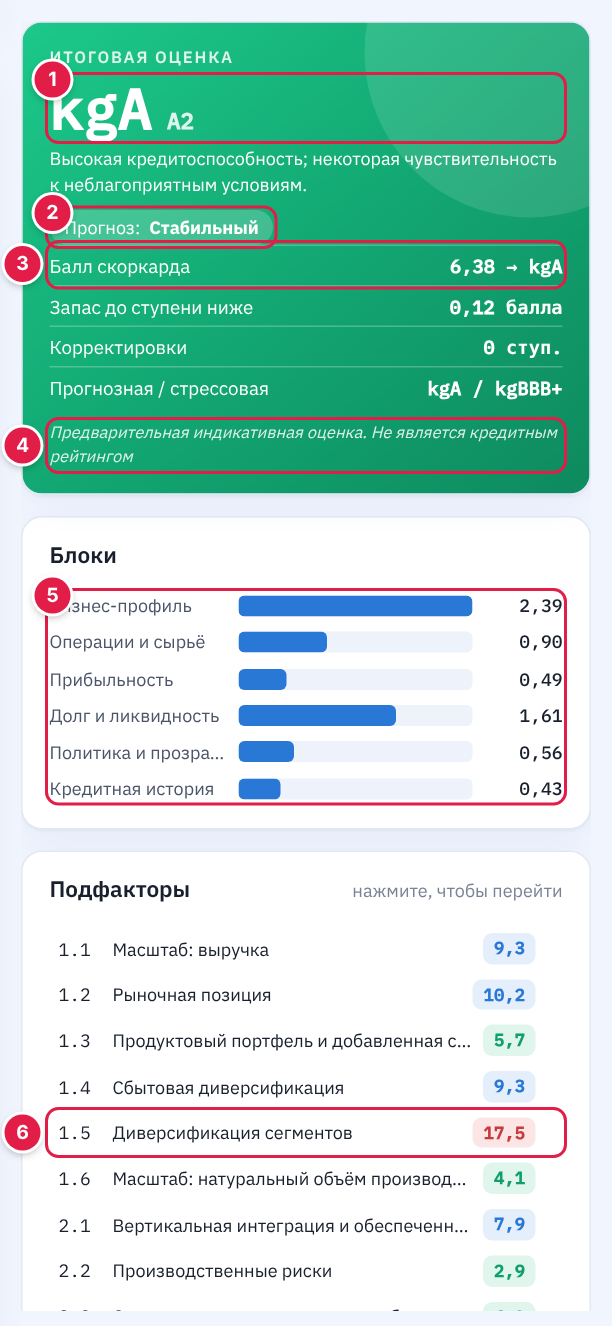 ИТОГОВАЯ ОЦЕНКА
1
kgA A2
Высокая кредитоспособность; некоторая чувствительность
к неблагоприятным условиям.
2
Прогноз: Стабильный
3
Балл скоркарда 6,38 → kgA
Запас до ступени ниже 0,12 балла
Корректировки 0 ступ.
Прогнозная / стрессовая kgA / kgBBB+
4
Предварительная индикативная оценка. Не является кредитным
рейтингом
Блоки
5
Бизнес-профиль 2,39
Операции и сырьё 0,90
Прибыльность 0,49
Долг и ликвидность 1,61
Политика и прозра... 0,56
Кредитная история 0,43
Подфакторы нажмите, чтобы перейти
1.1 Масштаб: выручка 9,3
1.2 Рыночная позиция 10,2
1.3 Продуктовый портфель и добавленная с... 5,7
1.4 Сбытовая диверсификация 9,3
6
1.5 Диверсификация сегментов 17,5
1.6 Масштаб: натуральный объём производ... 4,1
2.1 Вертикальная интеграция и обеспеченн... 7,9
2.2 Производственные риски 2,9